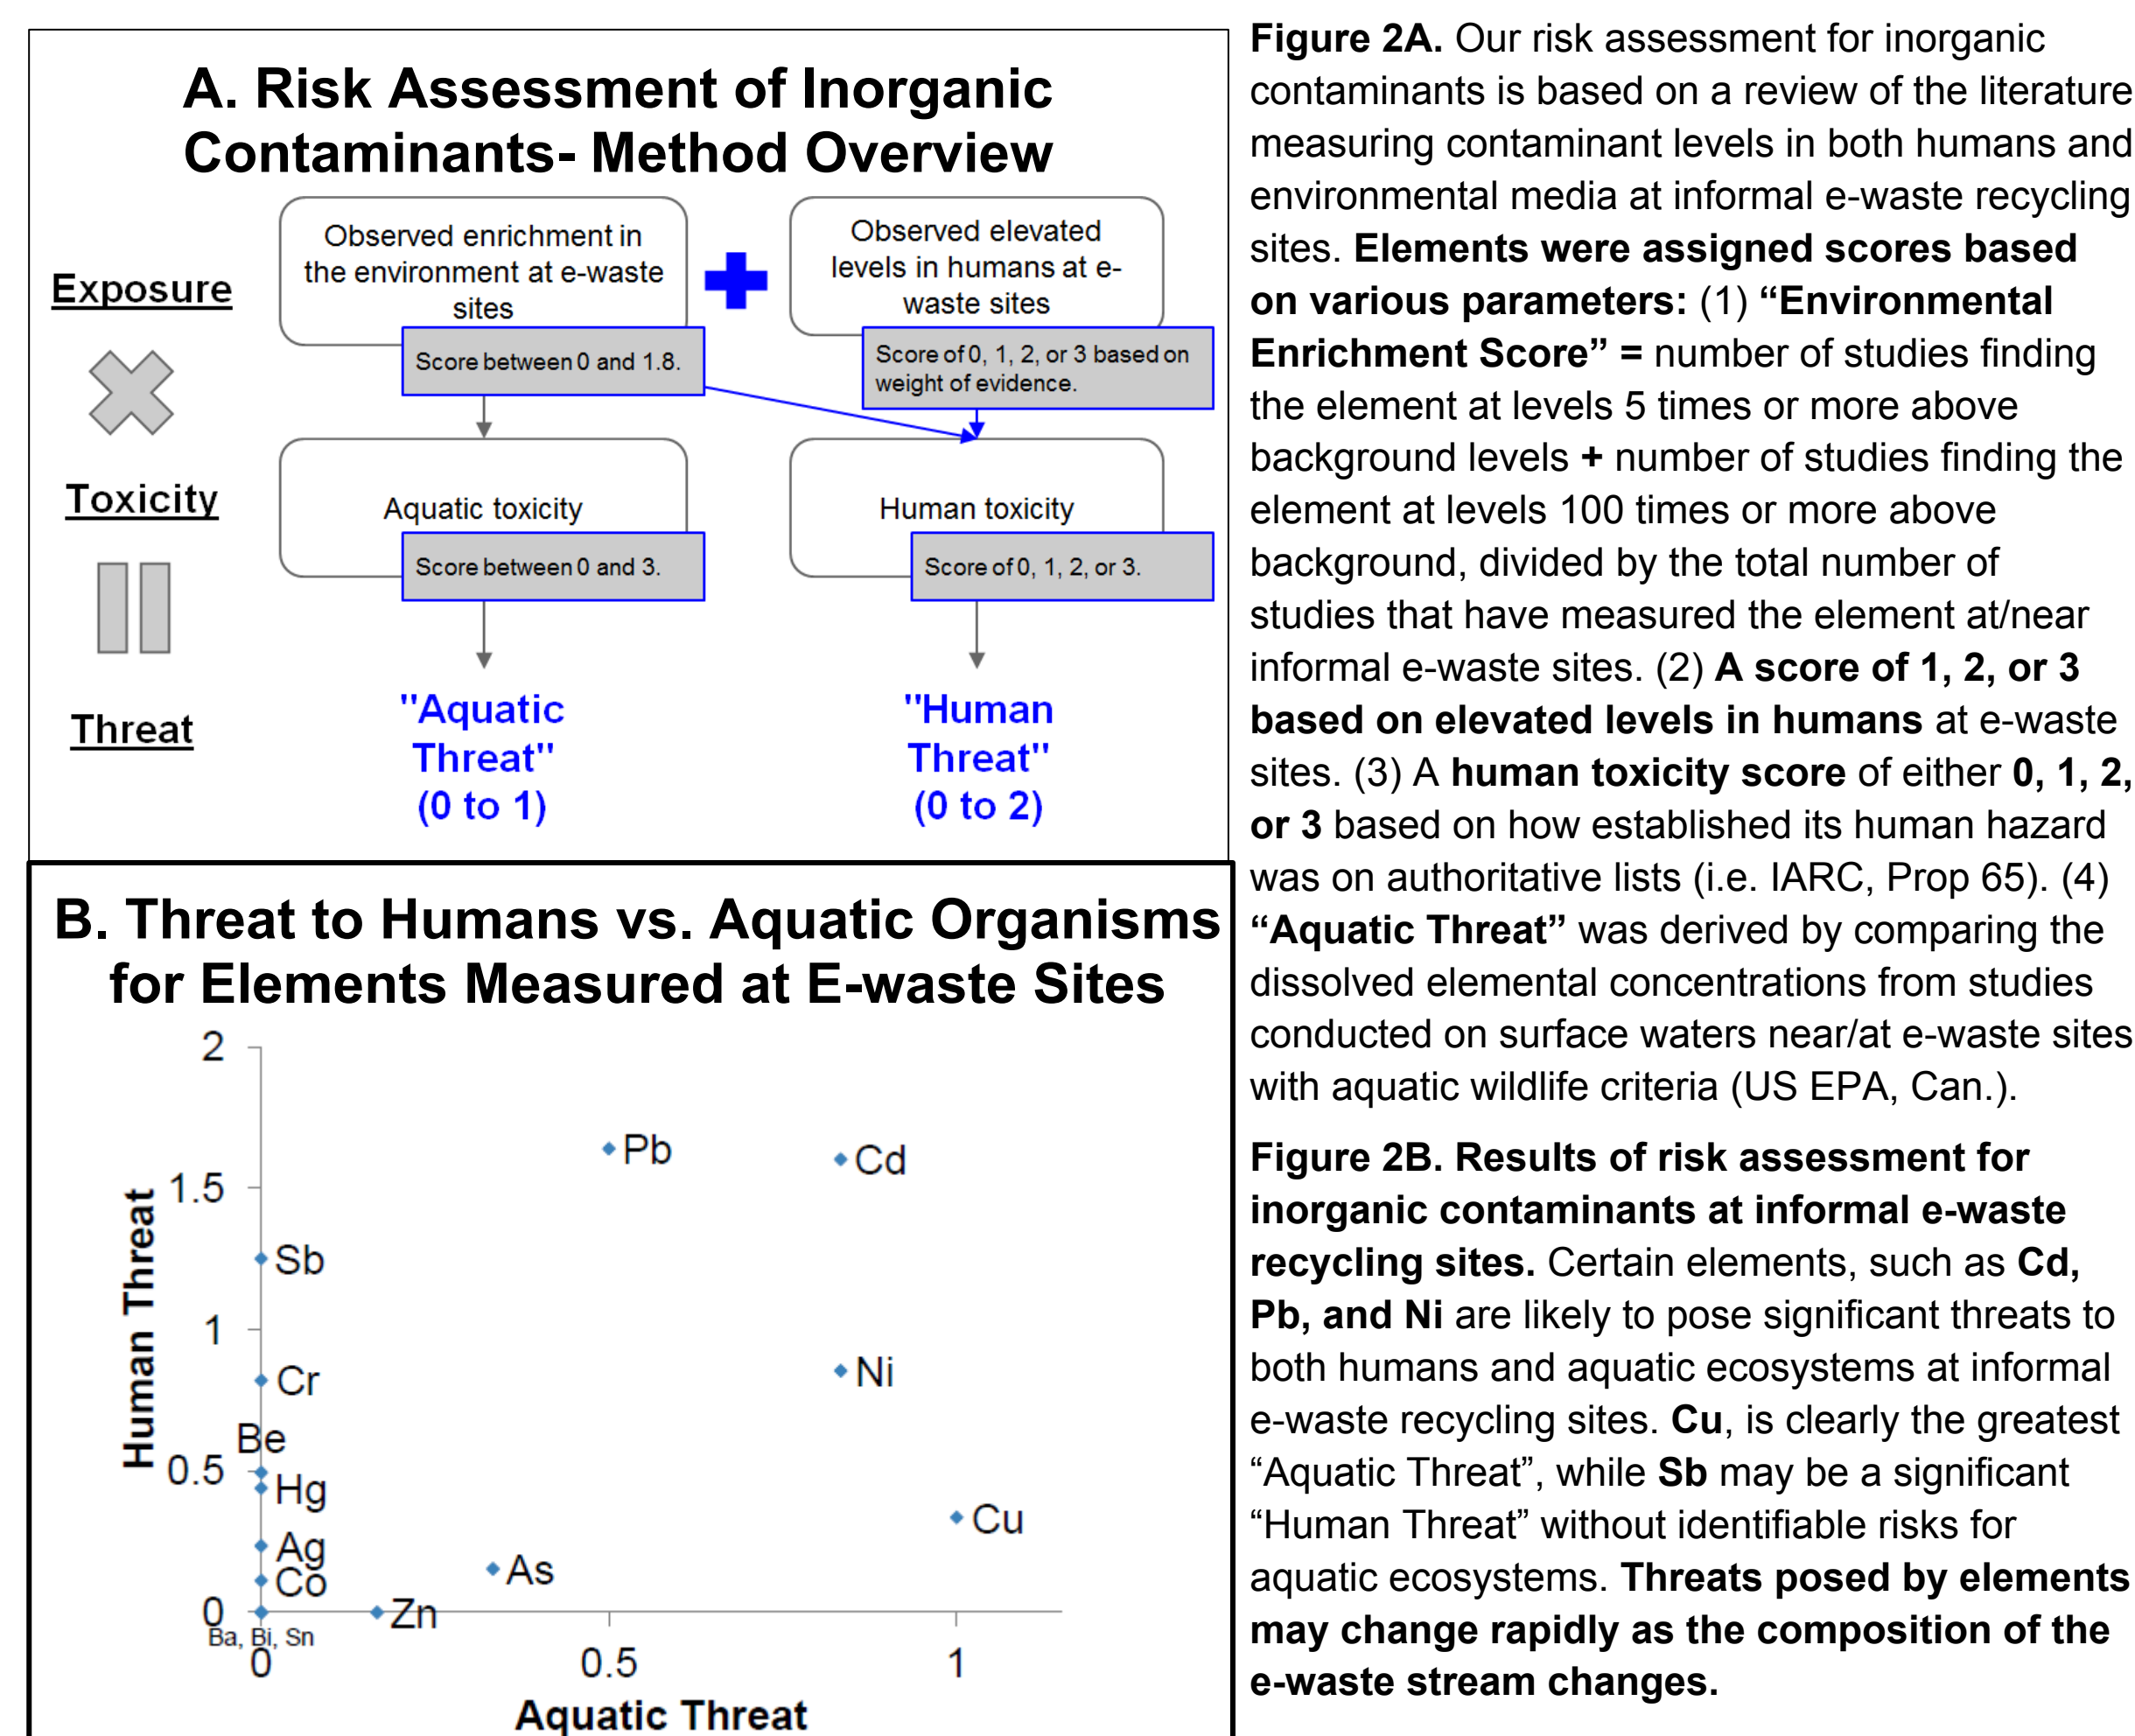 A. Risk Assessment of Inorganic
Contaminants- Method Overview
Exposure
Observed enrichment in
the environment at e-waste
sites
Score between 0 and 1.8.
Observed elevated
levels in humans at e-
waste sites
Score of 0, 1, 2, or 3 based on
weight of evidence.
Toxicity
Aquatic toxicity
Score between 0 and 3.
Human toxicity
Score of 0, 1, 2, or 3.
Threat
"Aquatic
Threat"
(0 to 1)
"Human
Threat"
(0 to 2)
B. Threat to Humans vs. Aquatic Organisms
for Elements Measured at E-waste Sites
Human Threat
2
1.5
1
0.5
0
Pb
Cd
Sb
Cr
Ni
Be
Hg
Cu
Ag
Co
As
Zn
Ba, Bi, Sn
0
0.5
1
Aquatic Threat
Figure 2A. Our risk assessment for inorganic
contaminants is based on a review of the literature
measuring contaminant levels in both humans and
environmental media at informal e-waste recycling
sites. Elements were assigned scores based
on various parameters: (1) “Environmental
Enrichment Score” = number of studies finding
the element at levels 5 times or more above
background levels + number of studies finding the
element at levels 100 times or more above
background, divided by the total number of
studies that have measured the element at/near
informal e-waste sites. (2) A score of 1, 2, or 3
based on elevated levels in humans at e-waste
sites. (3) A human toxicity score of either 0, 1, 2,
or 3 based on how established its human hazard
was on authoritative lists (i.e. IARC, Prop 65). (4)
“Aquatic Threat” was derived by comparing the
dissolved elemental concentrations from studies
conducted on surface waters near/at e-waste sites
with aquatic wildlife criteria (US EPA, Can.).
Figure 2B. Results of risk assessment for
inorganic contaminants at informal e-waste
recycling sites. Certain elements, such as Cd,
Pb, and Ni are likely to pose significant threats to
both humans and aquatic ecosystems at informal
e-waste recycling sites. Cu, is clearly the greatest
“Aquatic Threat”, while Sb may be a significant
“Human Threat” without identifiable risks for
aquatic ecosystems. Threats posed by elements
may change rapidly as the composition of the
e-waste stream changes.